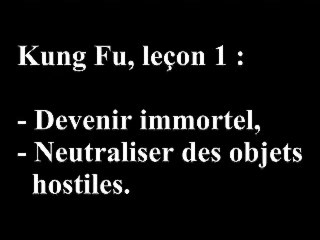 Kung Fu, leçon 1 :
- Devenir immortel,
- Neutraliser des objets
hostiles.